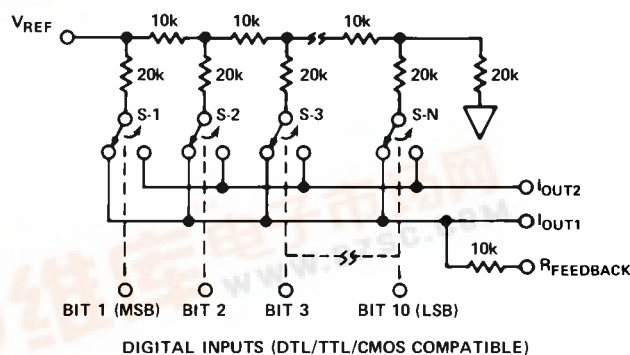 VREF
10k 10k 10k
20k 20k 20k 20k 20k
S-1 S-2 S-3 S-N
IOUT2
IOUT1
10k RFEEDBACK
BIT 1 (MSB) BIT 2 BIT 3 BIT 10 (LSB)
DIGITAL INPUTS (DTL/TTL/CMOS COMPATIBLE)